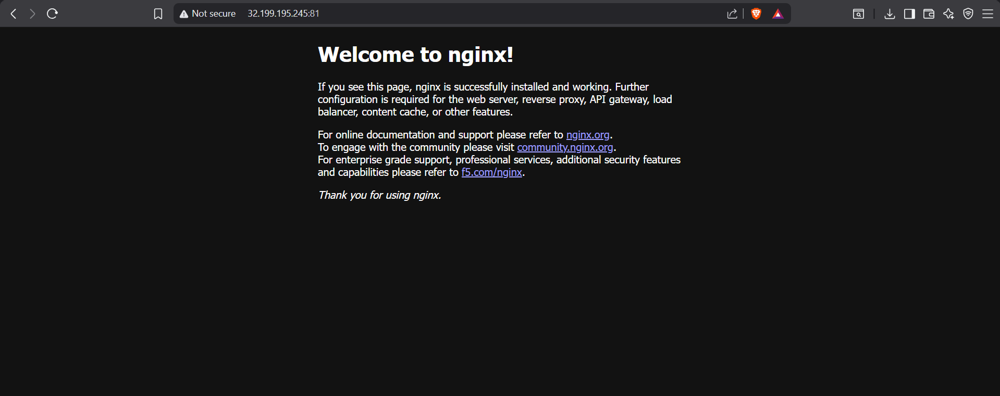 Not secure 32.199.195.245:81
Welcome to nginx!
If you see this page, nginx is successfully installed and working. Further
configuration is required for the web server, reverse proxy, API gateway, load
balancer, content cache, or other features.
For online documentation and support please refer to nginx.org.
To engage with the community please visit community.nginx.org.
For enterprise grade support, professional services, additional security features
and capabilities please refer to f5.com/nginx.
Thank you for using nginx.